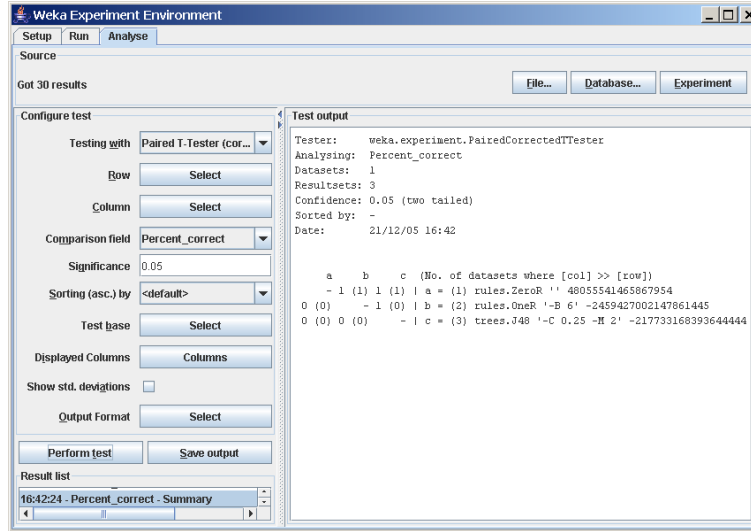 Weka Experiment Environment
Setup Run Analyse
Source
Got 30 results
File... Database... Experiment
Configure test
Testing with Paired T-Tester (cor...
Row Select
Column Select
Comparison field Percent_correct
Significance 0.05
Sorting (asc.) by <default>
Test base Select
Displayed Columns Columns
Show std. deviations
Output Format Select
Perform test Save output
Result list
16:42:24 - Percent_correct - Summary
Test output
Tester: weka.experiment.PairedCorrectedTTester
Analysing: Percent_correct
Datasets: 1
Resultsets: 3
Confidence: 0.05 (two tailed)
Sorted by: -
Date: 21/12/05 16:42
a b c (No. of datasets where [col] >> [row])
- 1 (1) 1 (1) | a = (1) rules.ZeroR '' 48055541465867954
0 (0) - 1 (0) | b = (2) rules.OneR '-B 6' -2459427002147861445
0 (0) 0 (0) - | c = (3) trees.J48 '-C 0.25 -M 2' -217733168393644444